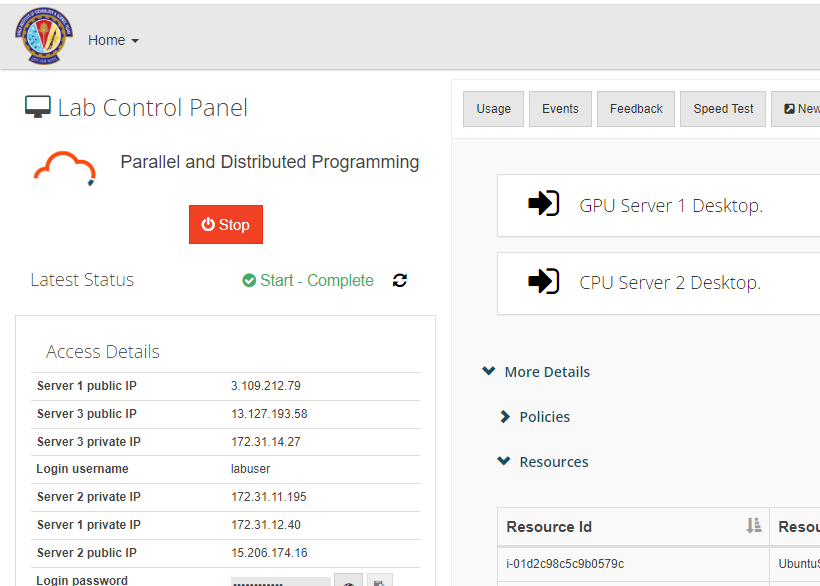 Home
Lab Control Panel
Parallel and Distributed Programming
Stop
Latest Status Start - Complete
Access Details
Server 1 public IP 3.109.212.79
Server 3 public IP 13.127.193.58
Server 3 private IP 172.31.14.27
Login username labuser
Server 2 private IP 172.31.11.195
Server 1 private IP 172.31.12.40
Server 2 public IP 15.206.174.16
Login password ••••••••••••
Usage Events Feedback Speed Test New
GPU Server 1 Desktop.
CPU Server 2 Desktop.
More Details
Policies
Resources
Resource Id Resou
i-01d2c98c5c9b0579c UbuntuS